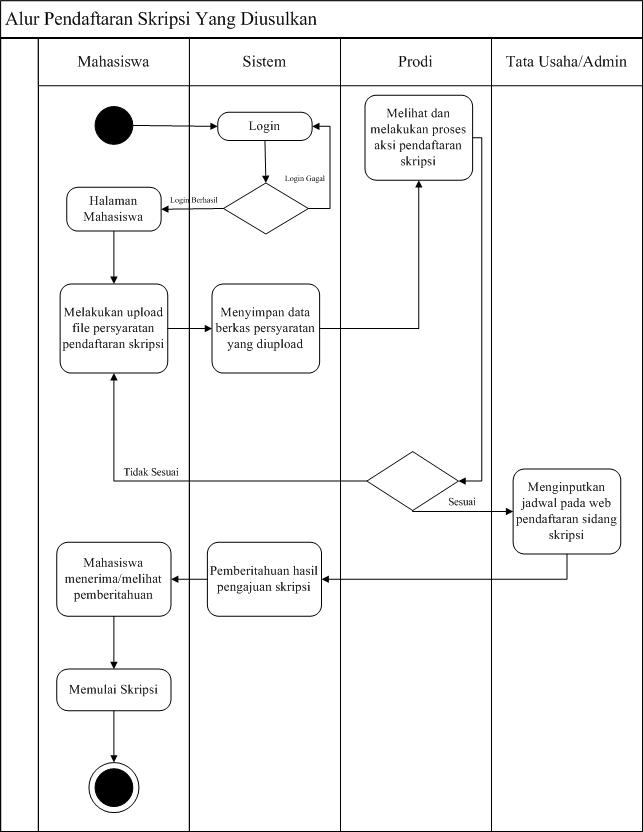 Alur Pendaftaran Skripsi Yang Diusulkan
Mahasiswa
Sistem
Prodi
Tata Usaha/Admin
Login
Melihat dan
melakukan proses
aksi pendaftaran
skripsi
Login Gagal
Login Berhasil
Halaman
Mahasiswa
Melakukan upload
file persyaratan
pendaftaran skripsi
Menyimpan data
berkas persyaratan
yang diupload
Tidak Sesuai
Sesuai
Menginputkan
jadwal pada web
pendaftaran sidang
skripsi
Mahasiswa
menerima/melihat
pemberitahuan
Pemberitahuan hasil
pengajuan skripsi
Memulai Skripsi